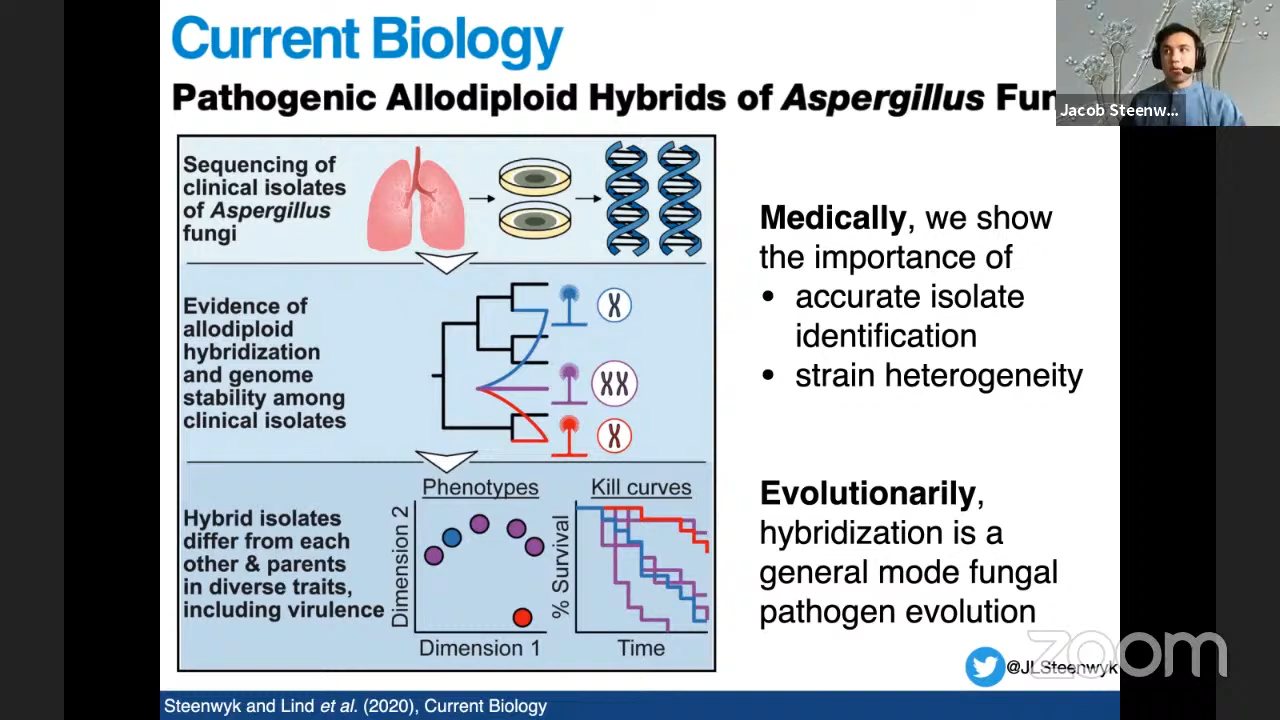 Current Biology
Pathogenic Allodiploid Hybrids of Aspergillus Fun
Jacob Steenw...
Sequencing of
clinical isolates
of Aspergillus
fungi
Evidence of
allodiploid
hybridization
and genome
stability among
clinical isolates
Hybrid isolates
differ from each
other & parents
in diverse traits,
including virulence
Phenotypes
Dimension 2
Dimension 1
Kill curves
% Survival
Time
Medically, we show
the importance of
• accurate isolate
identification
• strain heterogeneity
Evolutionarily,
hybridization is a
general mode fungal
pathogen evolution
@JLSteenwyk
zoom
Steenwyk and Lind et al. (2020), Current Biology